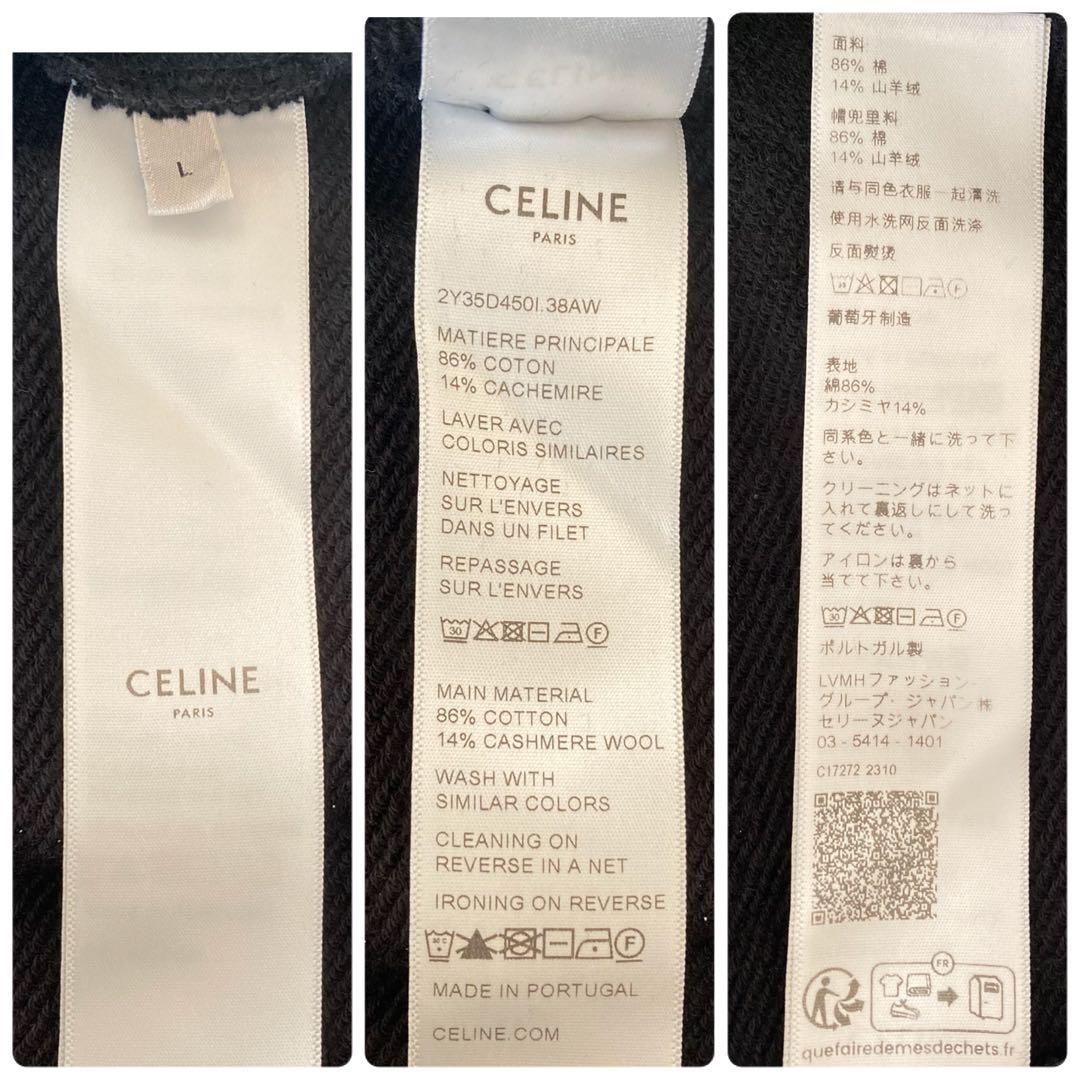 L
CELINE
PARIS
CELINE
PARIS
2Y35D450I.38AW
MATIERE PRINCIPALE
86% COTON
14% CACHEMIRE
LAVER AVEC
COLORIS SIMILAIRES
NETTOYAGE
SUR L'ENVERS
DANS UN FILET
REPASSAGE
SUR L'ENVERS
30
F
MAIN MATERIAL
86% COTTON
14% CASHMERE WOOL
WASH WITH
SIMILAR COLORS
CLEANING ON
REVERSE IN A NET
IRONING ON REVERSE
30 C
F
MADE IN PORTUGAL
CELINE.COM
面料
86% 棉
14% 山羊绒
帽兜里料
86% 棉
14% 山羊绒
请与同色衣服一起清洗
使用水洗网反面洗涤
反面熨烫
30
F
葡萄牙制造
表地
綿86%
カシミヤ14%
同系色と一緒に洗って下
さい。
クリーニングはネットに
入れて裏返しにして洗っ
てください。
アイロンは裏から
当てて下さい。
30
F
ポルトガル製
LVMHファッション-
グループ・ジャパン㈱
セリーヌジャパン
03 - 5414 - 1401
C17272 2310
FR
quefairedemesdechets.fr